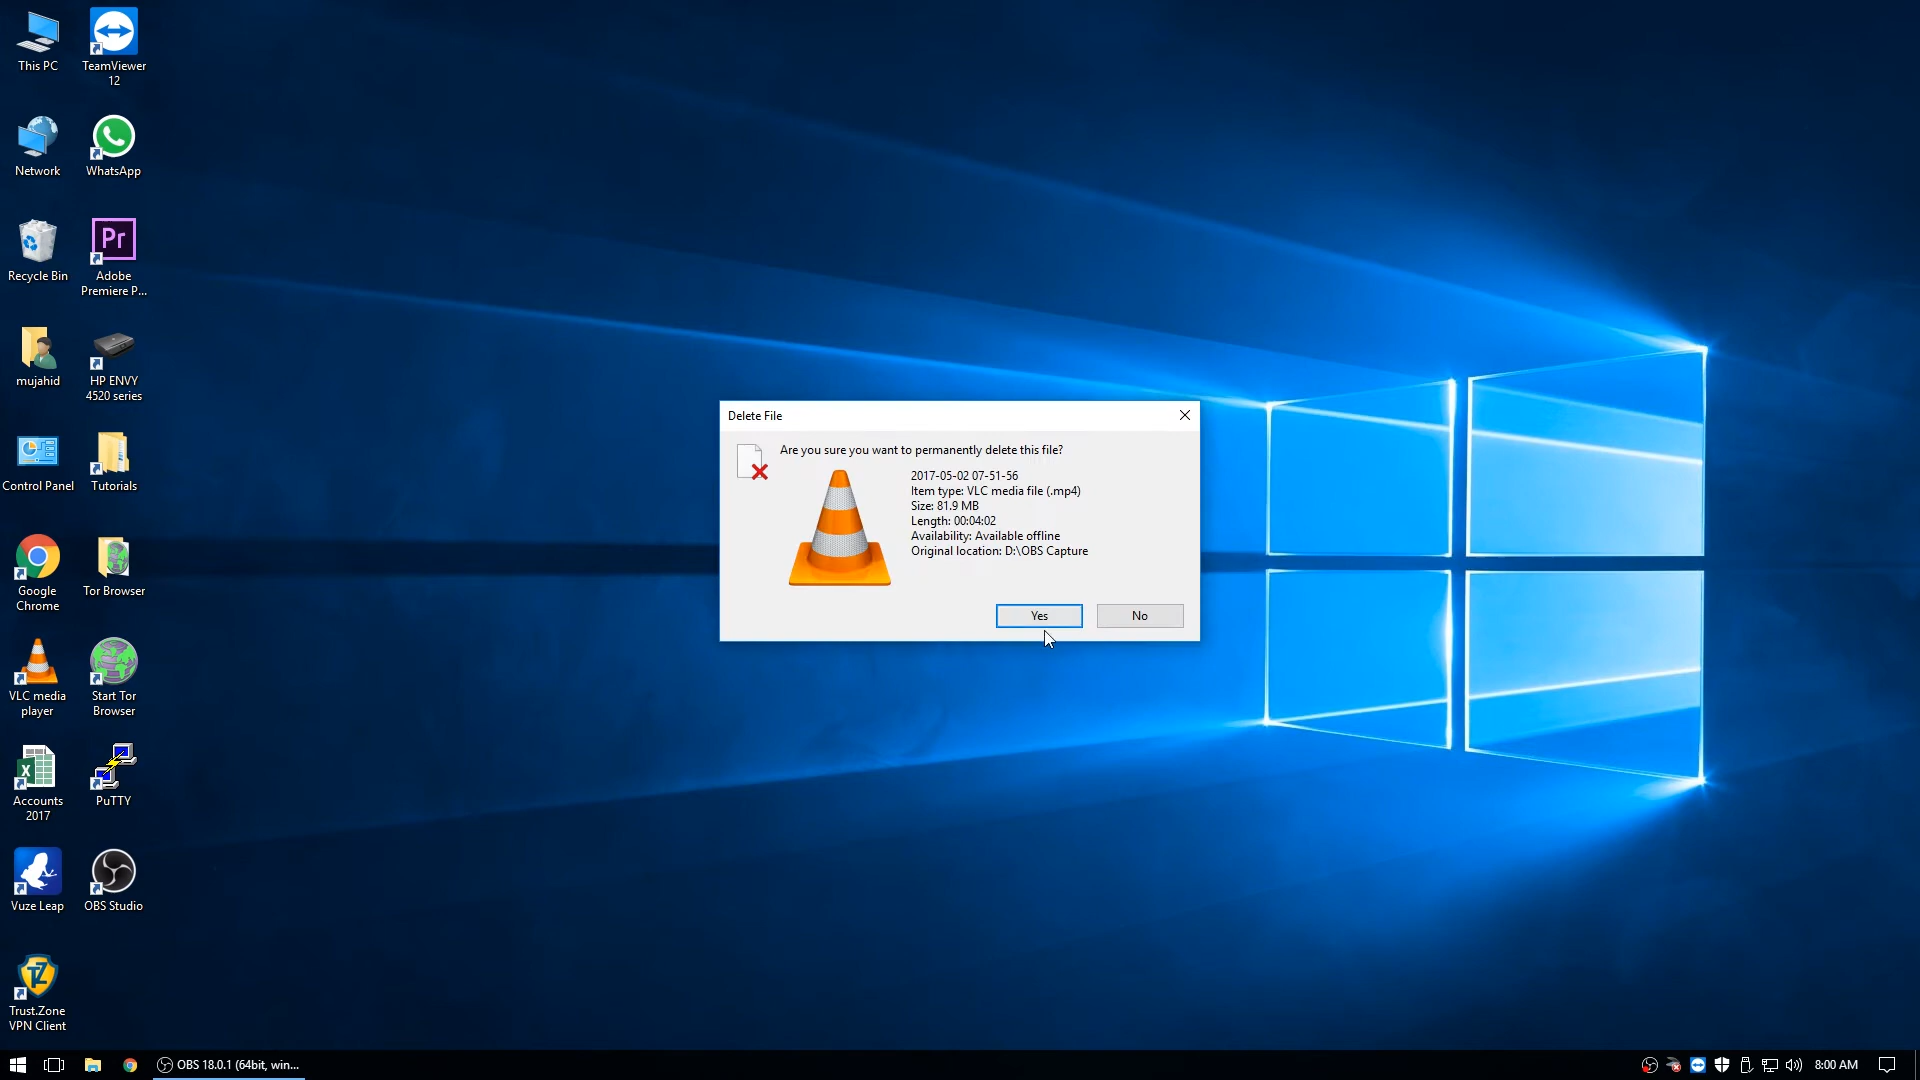 This PC
TeamViewer
12
Network
WhatsApp
Recycle Bin
Pr
Adobe
Premiere P...
mujahid
HP ENVY
4520 series
Control Panel
Tutorials
Google
Chrome
Tor Browser
VLC media
player
Start Tor
Browser
Accounts
2017
PuTTY
Vuze Leap
OBS Studio
TZ
Trust.Zone
VPN Client
Delete File
Are you sure you want to permanently delete this file?
2017-05-02 07-51-56
Item type: VLC media file (.mp4)
Size: 81.9 MB
Length: 00:04:02
Availability: Available offline
Original location: D:\OBS Capture
Yes
No
OBS 18.0.1 (64bit, win...
8:00 AM